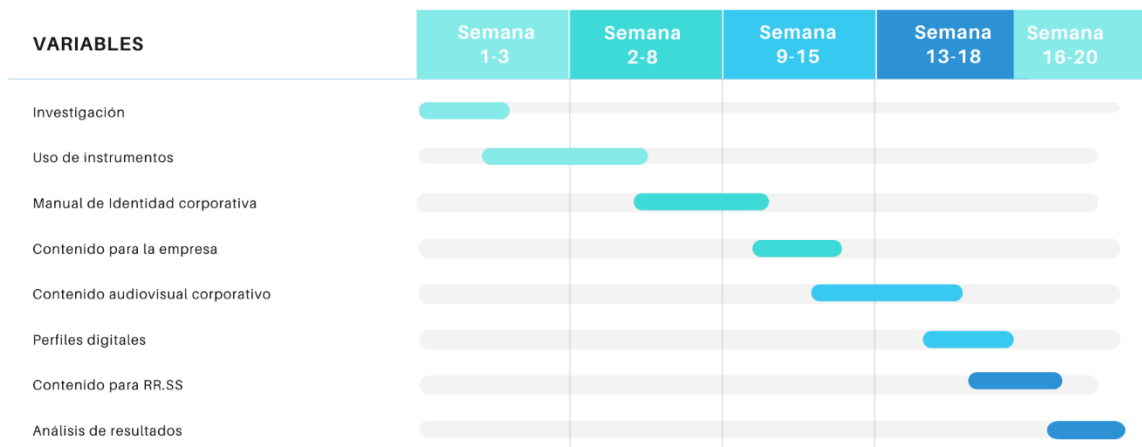 VARIABLES
Semana
1-3
Semana
2-8
Semana
9-15
Semana
13-18
Semana
16-20
Investigación
Uso de instrumentos
Manual de Identidad corporativa
Contenido para la empresa
Contenido audiovisual corporativo
Perfiles digitales
Contenido para RR.SS
Análisis de resultados